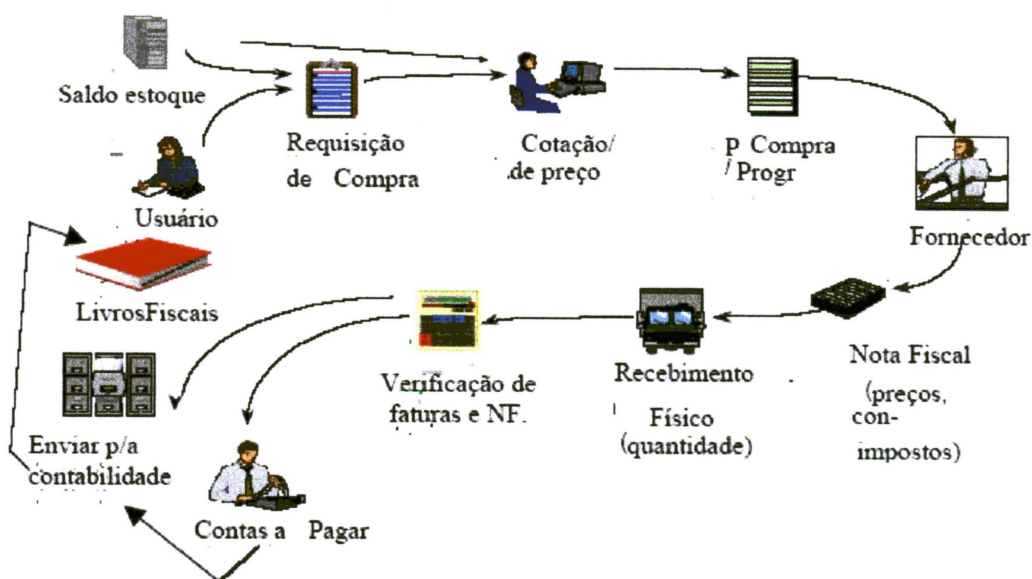 Saldo estoque
Usuário
Requisição
de Compra
Cotação/
de preço
P Compra
/ Progr
Fornecedor
Nota Fiscal
(preços,
con-
impostos)
Recebimento
Físico
(quantidade)
Verificação de
faturas e NF.
Contas a Pagar
Enviar p/a
contabilidade
LivrosFiscais